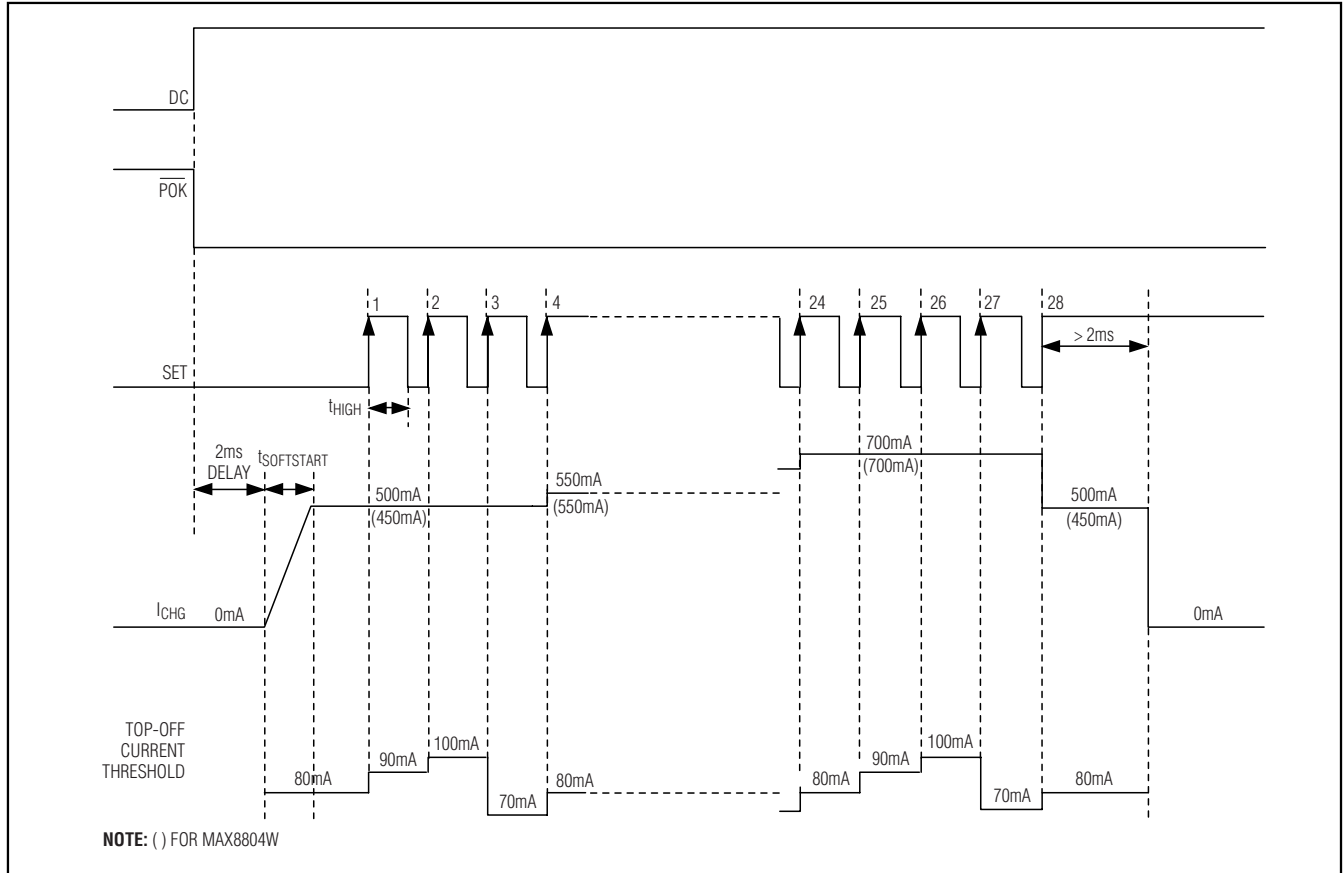 DC
POK
1 2 3 4 24 25 26 27 28
> 2ms
SET
tHIGH
2ms
DELAY
tSOFTSTART
500mA
(450mA)
550mA
(550mA)
700mA
(700mA)
500mA
(450mA)
ICHG 0mA
0mA
TOP-OFF
CURRENT
THRESHOLD
80mA
90mA
100mA
70mA
80mA
80mA
90mA
100mA
70mA
80mA
NOTE: ( ) FOR MAX8804W